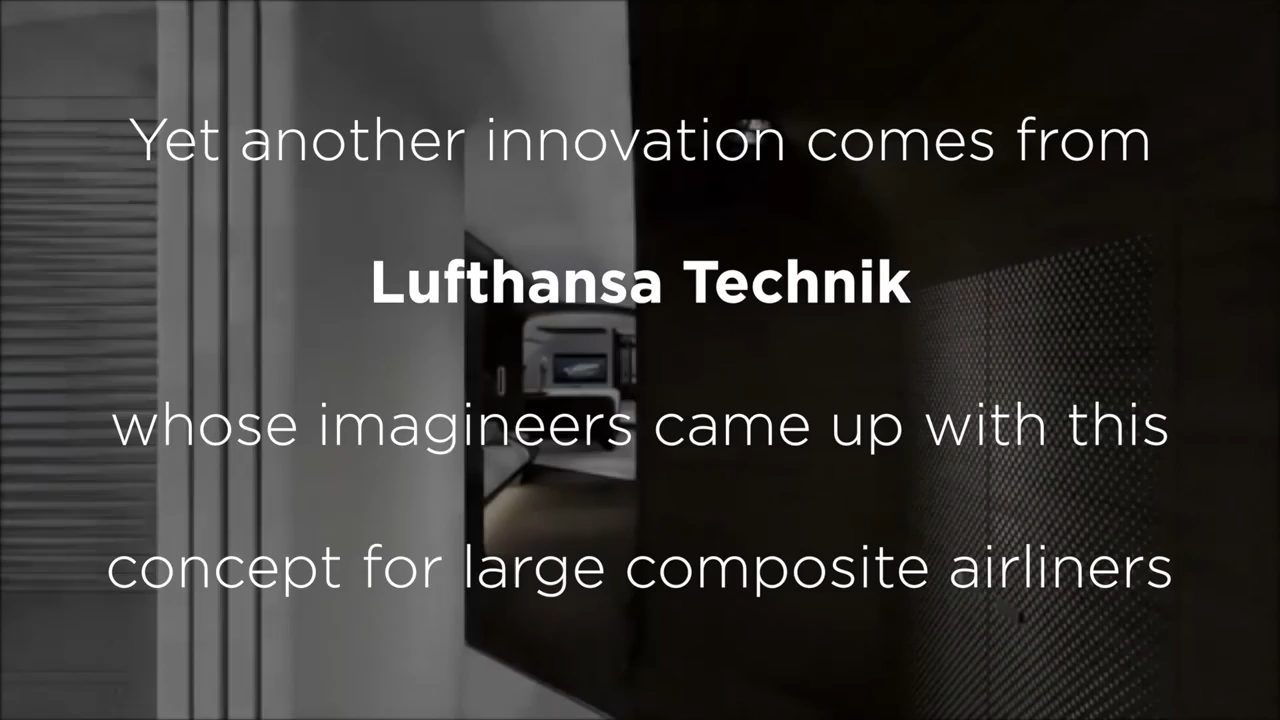 Yet another innovation comes from
Lufthansa Technik
whose imagineers came up with this
concept for large composite airliners